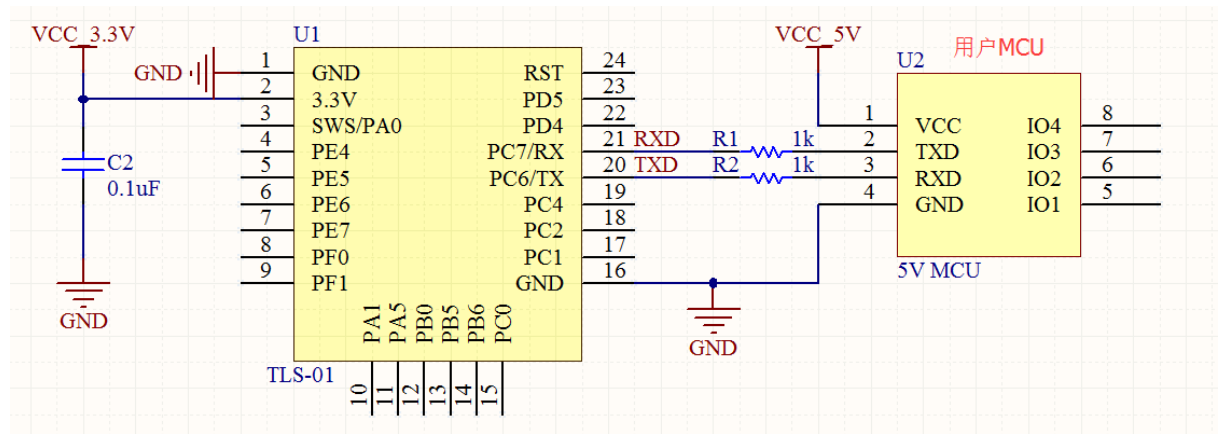 VCC_3.3V
GND
C2
0.1uF
GND
U1
1 GND
2 3.3V
3 SWS/PA0
4 PE4
5 PE5
6 PE6
7 PE7
8 PF0
9 PF1
24 RST
23 PD5
22 PD4
21 PC7/RX
20 PC6/TX
19 PC4
18 PC2
17 PC1
16 GND
10 PA1
11 PA5
12 PB0
13 PB5
14 PB6
15 PC0
TLS-01
RXD R1 1k
TXD R2 1k
GND
VCC_5V
用户MCU
U2
1 VCC
2 TXD
3 RXD
4 GND
8 IO4
7 IO3
6 IO2
5 IO1
5V MCU